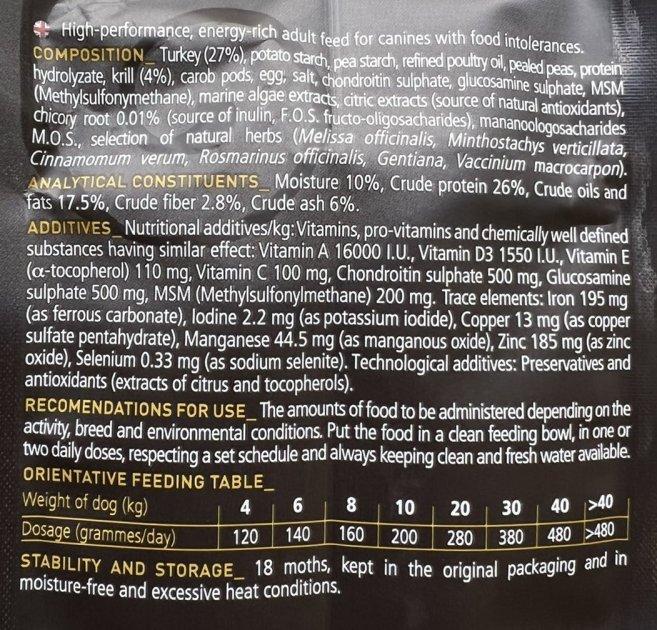 High-performance, energy-rich adult feed for canines with food intolerances.
COMPOSITION_ Turkey (27%), potato starch, pea starch, refined poultry oil, pealed peas, protein
hydrolyzate, krill (4%), carob pods, egg, salt, chondroitin sulphate, glucosamine sulphate, MSM
(Methylsulfonymethane), marine algae extracts, citric extracts (source of natural antioxidants),
chicory root 0.01% (source of inulin, F.O.S. fructo-oligosacharides), mananoologosacharides
M.O.S., selection of natural herbs (Melissa officinalis, Minthostachys verticillata,
Cinnamomum verum, Rosmarinus officinalis, Gentiana, Vaccinium macrocarpon).
ANALYTICAL CONSTITUENTS_ Moisture 10%, Crude protein 26%, Crude oils and
fats 17.5%, Crude fiber 2.8%, Crude ash 6%.
ADDITIVES_ Nutritional additives/kg: Vitamins, pro-vitamins and chemically well defined
substances having similar effect: Vitamin A 16000 I.U., Vitamin D3 1550 I.U., Vitamin E
(α-tocopherol) 110 mg, Vitamin C 100 mg, Chondroitin sulphate 500 mg, Glucosamine
sulphate 500 mg, MSM (Methylsulfonylmethane) 200 mg. Trace elements: Iron 195 mg
(as ferrous carbonate), Iodine 2.2 mg (as potassium iodide), Copper 13 mg (as copper
sulfate pentahydrate), Manganese 44.5 mg (as manganous oxide), Zinc 185 mg (as zinc
oxide), Selenium 0.33 mg (as sodium selenite). Technological additives: Preservatives and
antioxidants (extracts of citrus and tocopherols).
RECOMENDATIONS FOR USE_ The amounts of food to be administered depending on the
activity, breed and environmental conditions. Put the food in a clean feeding bowl, in one or
two daily doses, respecting a set schedule and always keeping clean and fresh water available.
ORIENTATIVE FEEDING TABLE_
Weight of dog (kg) 4 6 8 10 20 30 40 >40
Dosage (grammes/day) 120 140 160 200 280 380 480 >480
STABILITY AND STORAGE_ 18 moths, kept in the original packaging and in
moisture-free and excessive heat conditions.